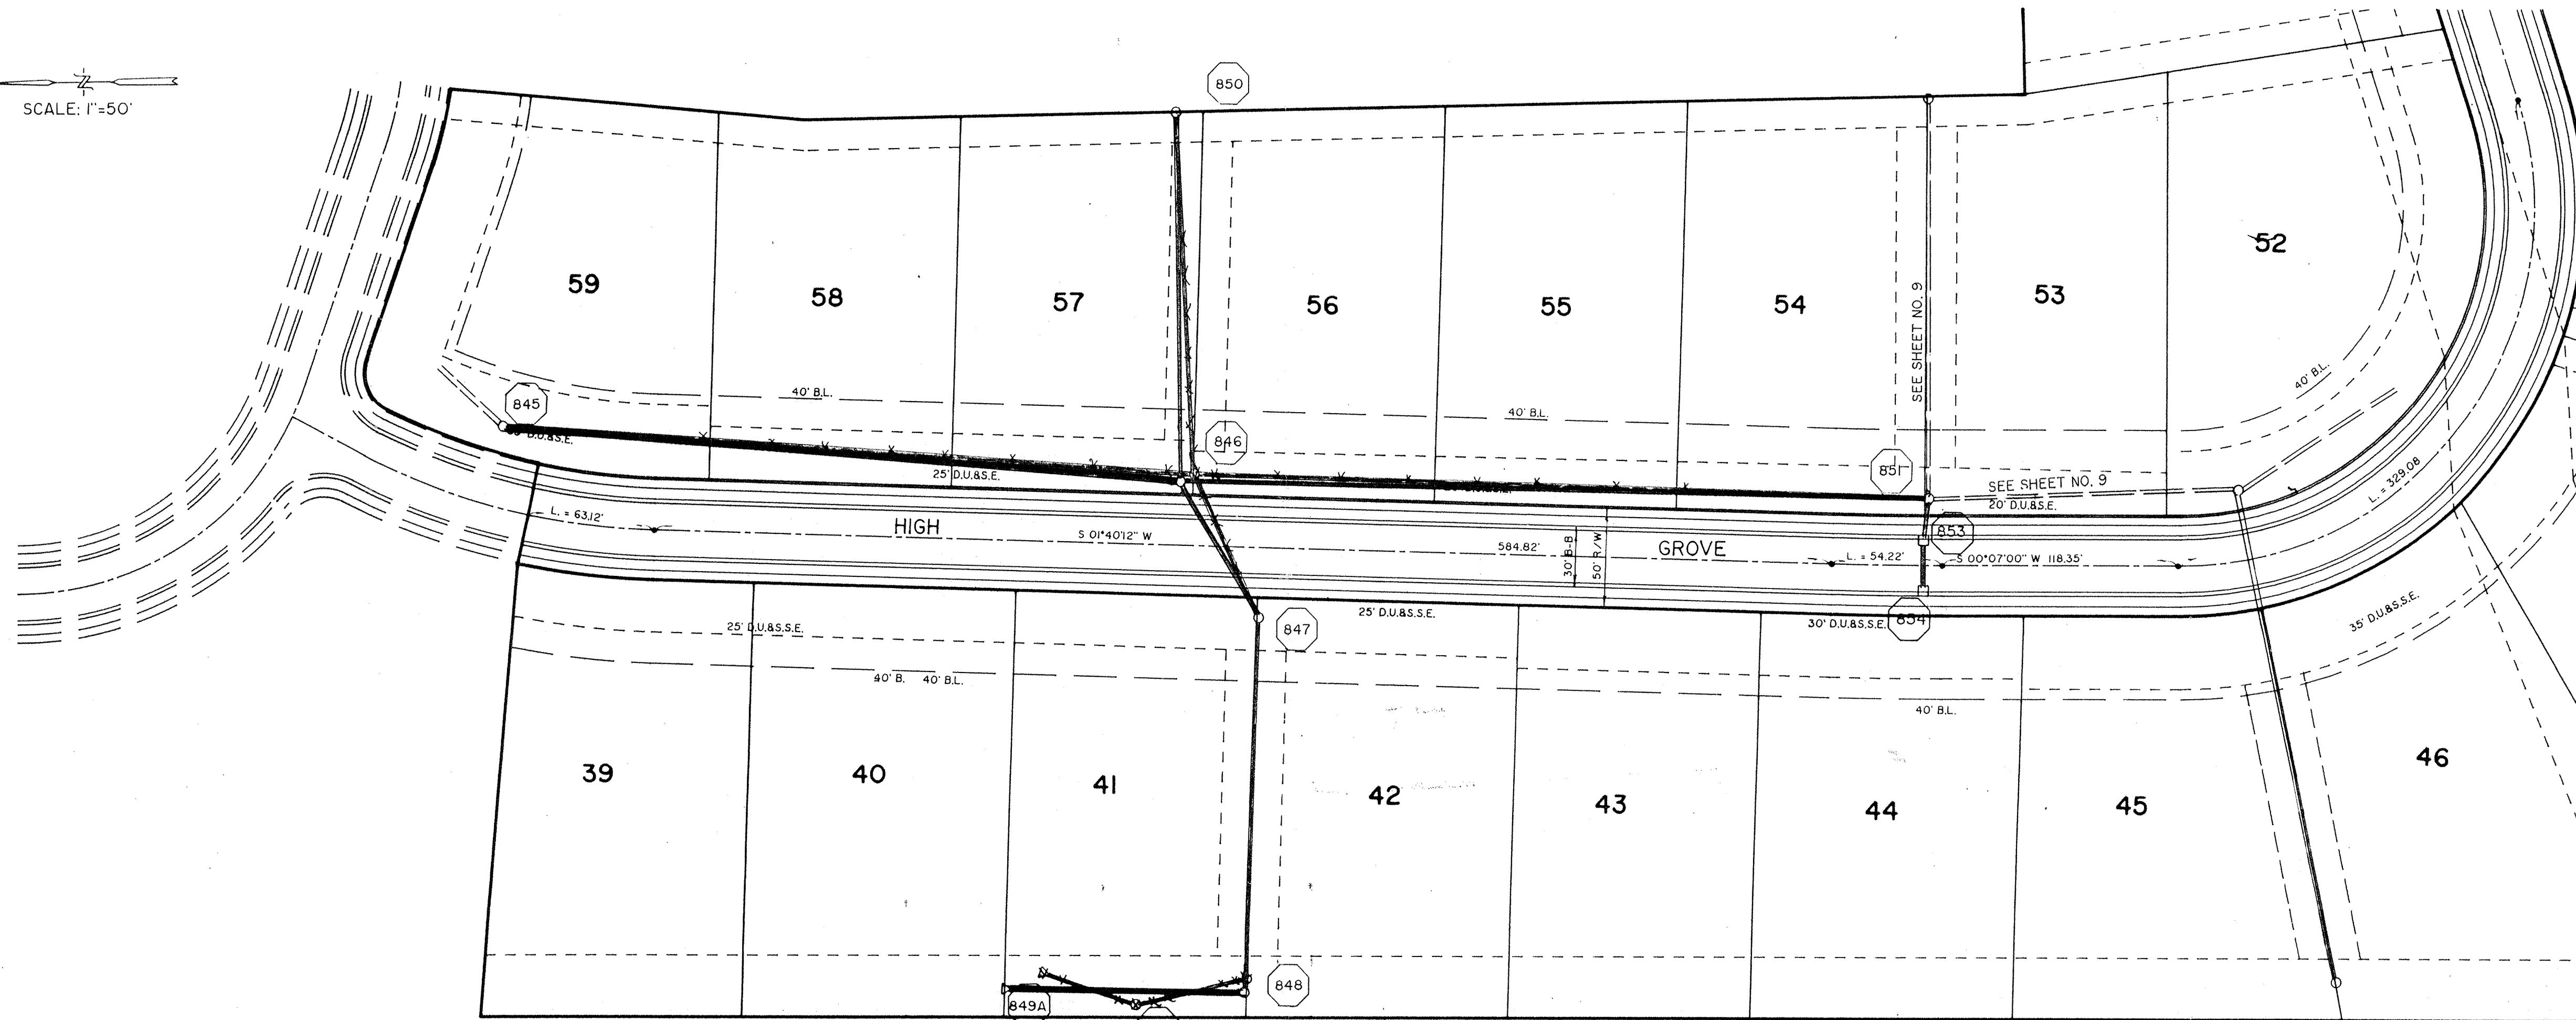 SCALE: 1"=50'
850
59
58
57
56
55
54
53
52
SEE SHEET NO. 9
40' B.L.
40' B.L.
40' B.L.
845
846
851
D.U.&S.E.
25' D.U.&S.E.
SEE SHEET NO. 9
20' D.U.&S.E.
L. = 329.08
L. = 63.12'
HIGH
S 01°40'12" W
584.82'
30' B-B
50' R/W
GROVE
L. = 54.22'
853
S 00°07'00" W 118.35'
854
25' D.U.&S.S.E.
847
25' D.U.&S.S.E.
30' D.U.&S.S.E.
35' D.U.&S.S.E.
40' B. 40' B.L.
40' B.L.
39
40
41
42
43
44
45
46
849A
848